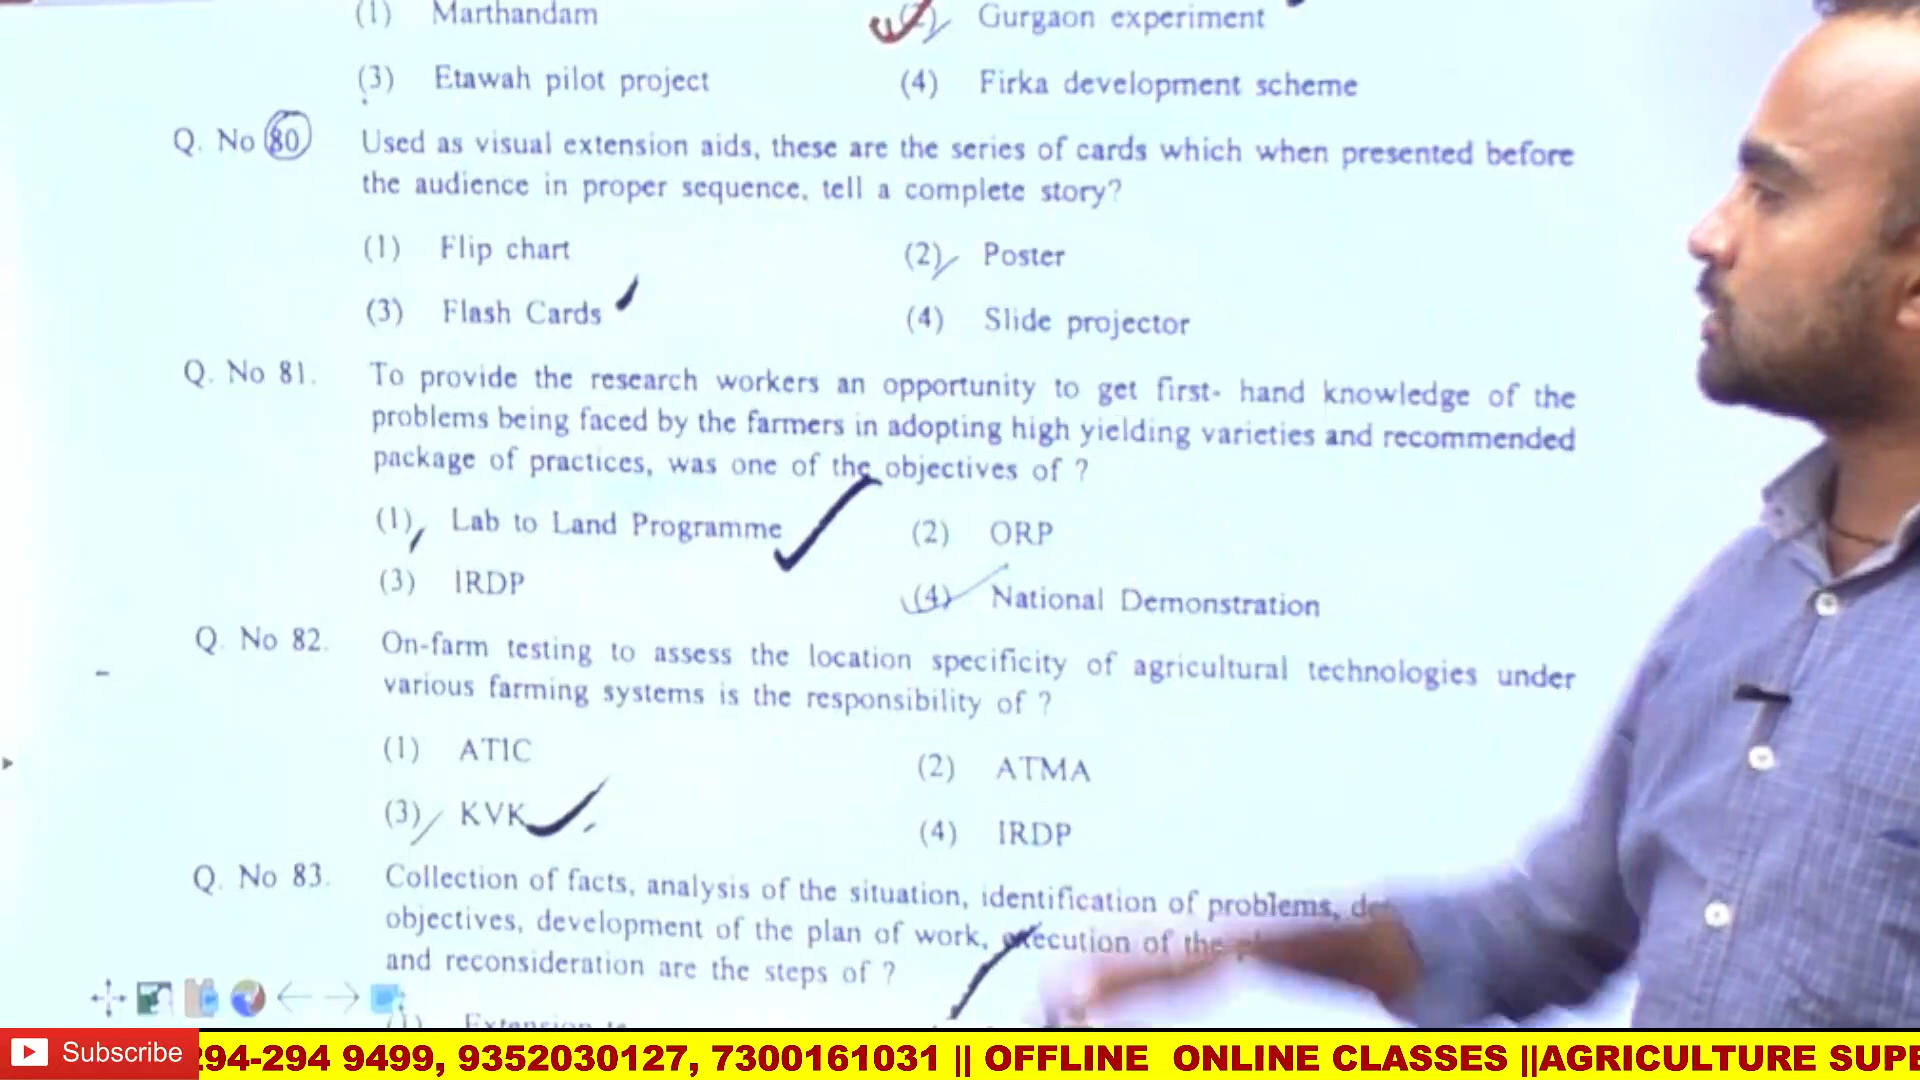 (1) Marthandam (2) Gurgaon experiment
(3) Etawah pilot project (4) Firka development scheme
Q. No 80 Used as visual extension aids, these are the series of cards which when presented before
the audience in proper sequence, tell a complete story?
(1) Flip chart (2) Poster
(3) Flash Cards (4) Slide projector
Q. No 81. To provide the research workers an opportunity to get first- hand knowledge of the
problems being faced by the farmers in adopting high yielding varieties and recommended
package of practices, was one of the objectives of ?
(1) Lab to Land Programme (2) ORP
(3) IRDP (4) National Demonstration
Q. No 82. On-farm testing to assess the location specificity of agricultural technologies under
various farming systems is the responsibility of ?
(1) ATIC (2) ATMA
(3) KVK (4) IRDP
Q. No 83. Collection of facts, analysis of the situation, identification of problems,
objectives, development of the plan of work, execution of the
and reconsideration are the steps of ?
(1) Extension
Subscribe 294-294 9499, 9352030127, 7300161031 || OFFLINE ONLINE CLASSES ||AGRICULTURE SUPE